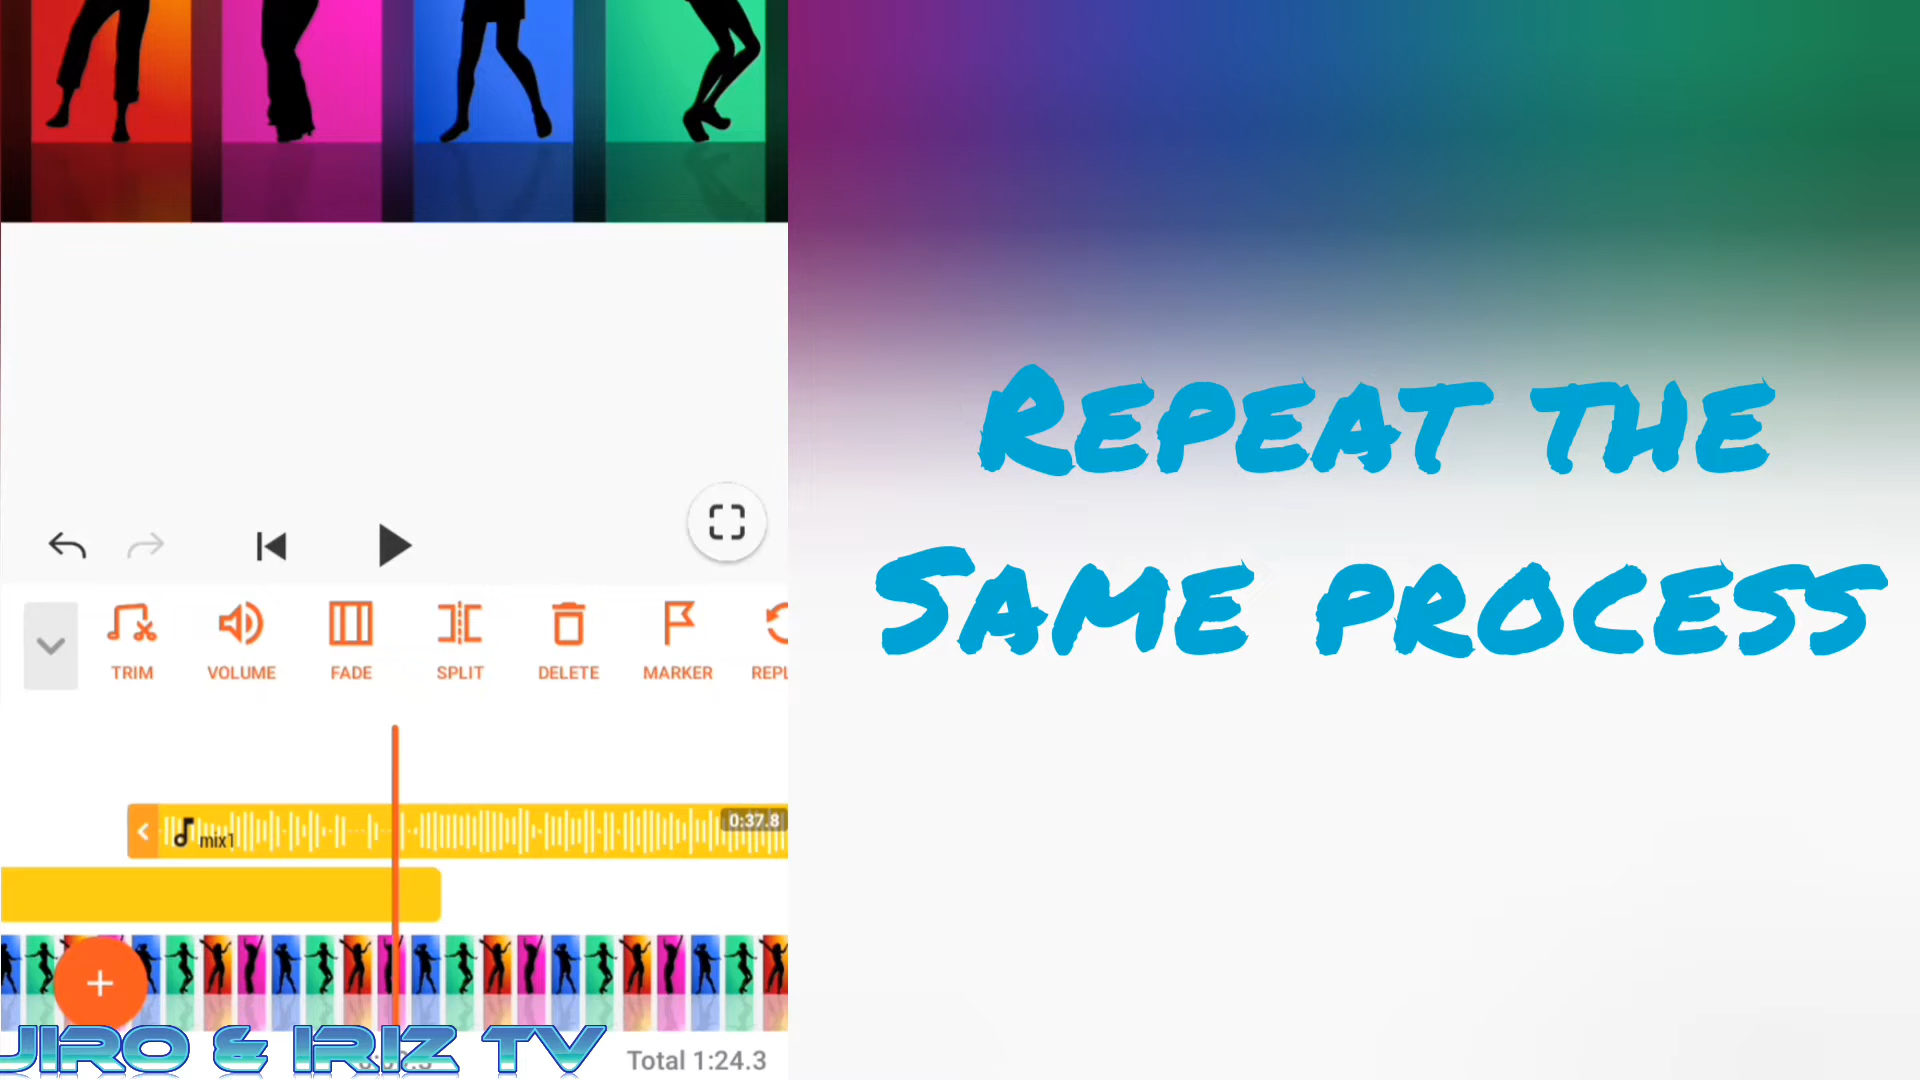 REPEAT THE
SAME PROCESS
TRIM VOLUME FADE SPLIT DELETE MARKER REPL
0:37.8
mix1
JIRO & IRIZ TV
Total 1:24.3